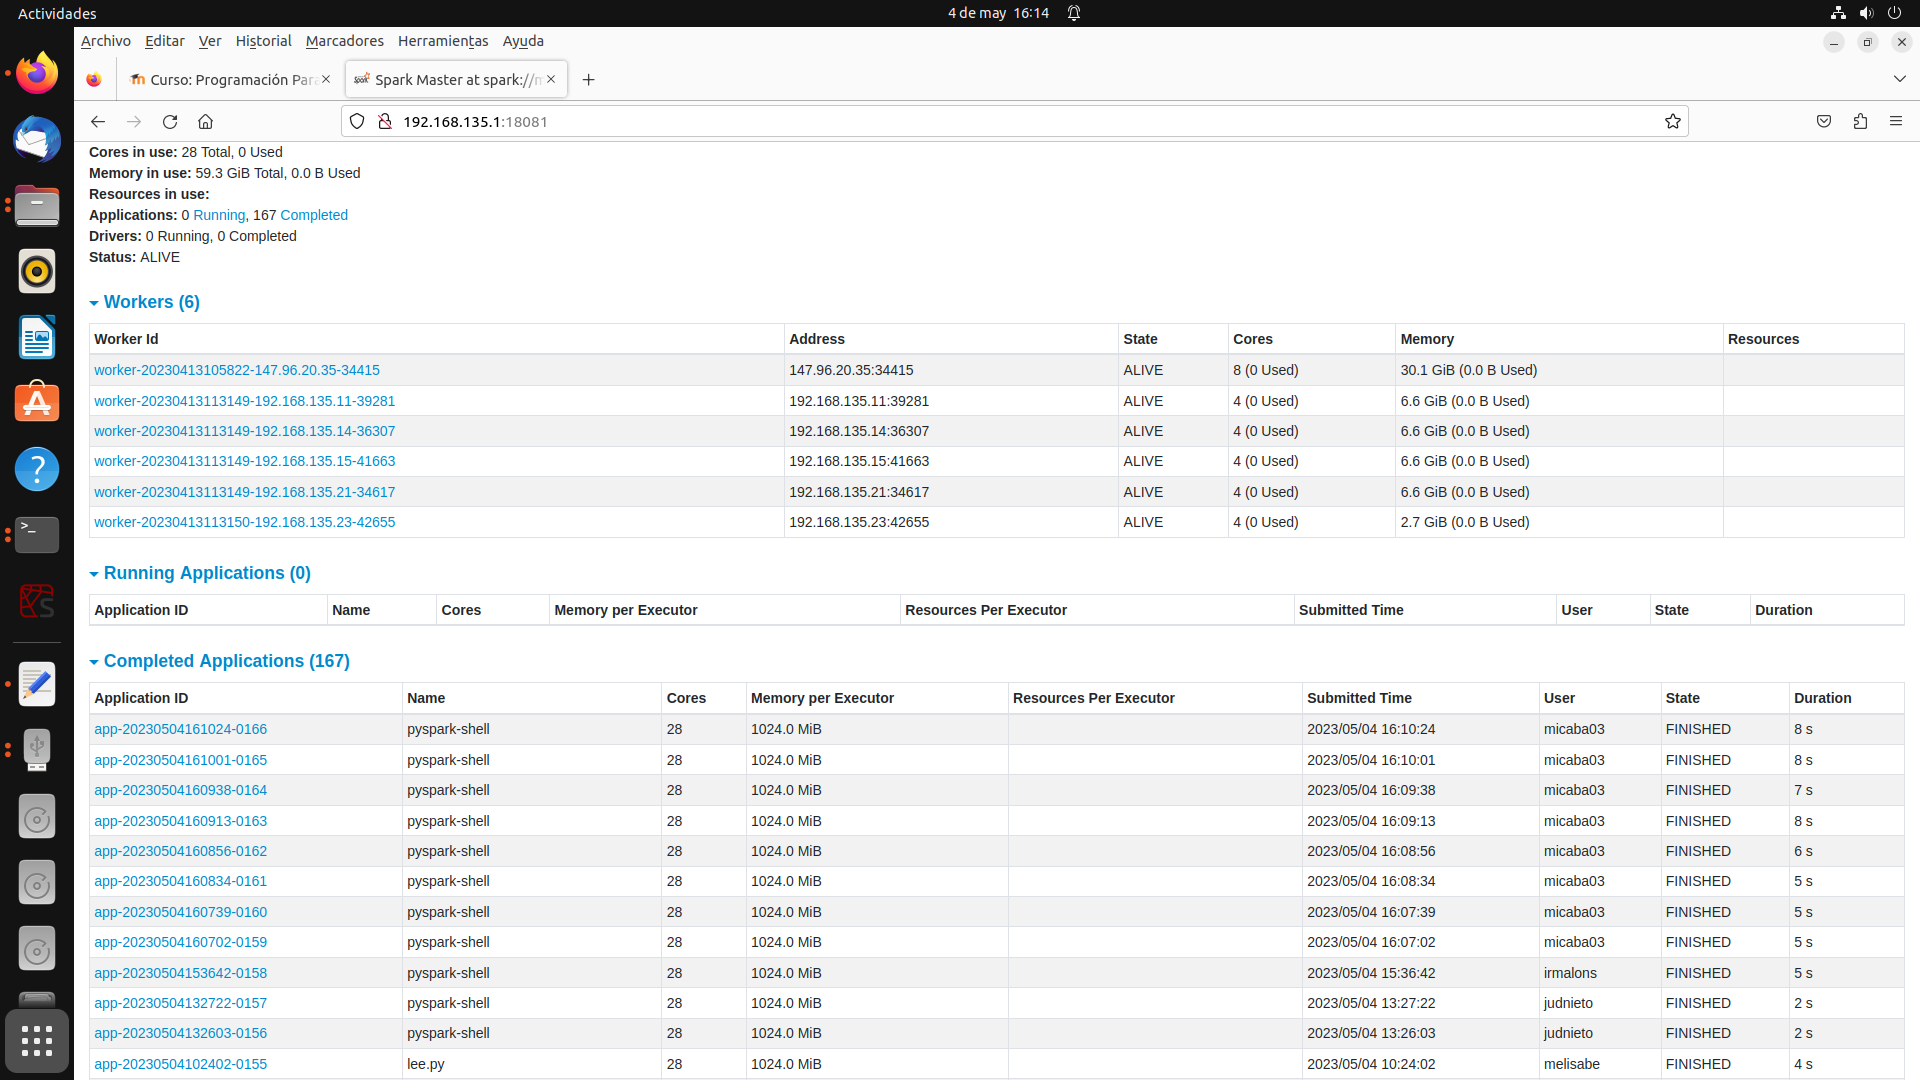 Actividades
4 de may 16:14
Archivo Editar Ver Historial Marcadores Herramientas Ayuda
Curso: Programación Par
Spark Master at spark://m
192.168.135.1:18081
Cores in use: 28 Total, 0 Used
Memory in use: 59.3 GiB Total, 0.0 B Used
Resources in use:
Applications: 0 Running, 167 Completed
Drivers: 0 Running, 0 Completed
Status: ALIVE
Workers (6)
Worker Id Address State Cores Memory Resources
worker-20230413105822-147.96.20.35-34415 147.96.20.35:34415 ALIVE 8 (0 Used) 30.1 GiB (0.0 B Used)
worker-20230413113149-192.168.135.11-39281 192.168.135.11:39281 ALIVE 4 (0 Used) 6.6 GiB (0.0 B Used)
worker-20230413113149-192.168.135.14-36307 192.168.135.14:36307 ALIVE 4 (0 Used) 6.6 GiB (0.0 B Used)
worker-20230413113149-192.168.135.15-41663 192.168.135.15:41663 ALIVE 4 (0 Used) 6.6 GiB (0.0 B Used)
worker-20230413113149-192.168.135.21-34617 192.168.135.21:34617 ALIVE 4 (0 Used) 6.6 GiB (0.0 B Used)
worker-20230413113150-192.168.135.23-42655 192.168.135.23:42655 ALIVE 4 (0 Used) 2.7 GiB (0.0 B Used)
Running Applications (0)
Application ID Name Cores Memory per Executor Resources Per Executor Submitted Time User State Duration
Completed Applications (167)
Application ID Name Cores Memory per Executor Resources Per Executor Submitted Time User State Duration
app-20230504161024-0166 pyspark-shell 28 1024.0 MiB 2023/05/04 16:10:24 micaba03 FINISHED 8 s
app-20230504161001-0165 pyspark-shell 28 1024.0 MiB 2023/05/04 16:10:01 micaba03 FINISHED 8 s
app-20230504160938-0164 pyspark-shell 28 1024.0 MiB 2023/05/04 16:09:38 micaba03 FINISHED 7 s
app-20230504160913-0163 pyspark-shell 28 1024.0 MiB 2023/05/04 16:09:13 micaba03 FINISHED 8 s
app-20230504160856-0162 pyspark-shell 28 1024.0 MiB 2023/05/04 16:08:56 micaba03 FINISHED 6 s
app-20230504160834-0161 pyspark-shell 28 1024.0 MiB 2023/05/04 16:08:34 micaba03 FINISHED 5 s
app-20230504160739-0160 pyspark-shell 28 1024.0 MiB 2023/05/04 16:07:39 micaba03 FINISHED 5 s
app-20230504160702-0159 pyspark-shell 28 1024.0 MiB 2023/05/04 16:07:02 micaba03 FINISHED 5 s
app-20230504153642-0158 pyspark-shell 28 1024.0 MiB 2023/05/04 15:36:42 irmalons FINISHED 5 s
app-20230504132722-0157 pyspark-shell 28 1024.0 MiB 2023/05/04 13:27:22 judnieto FINISHED 2 s
app-20230504132603-0156 pyspark-shell 28 1024.0 MiB 2023/05/04 13:26:03 judnieto FINISHED 2 s
app-20230504102402-0155 lee.py 28 1024.0 MiB 2023/05/04 10:24:02 melisabe FINISHED 4 s